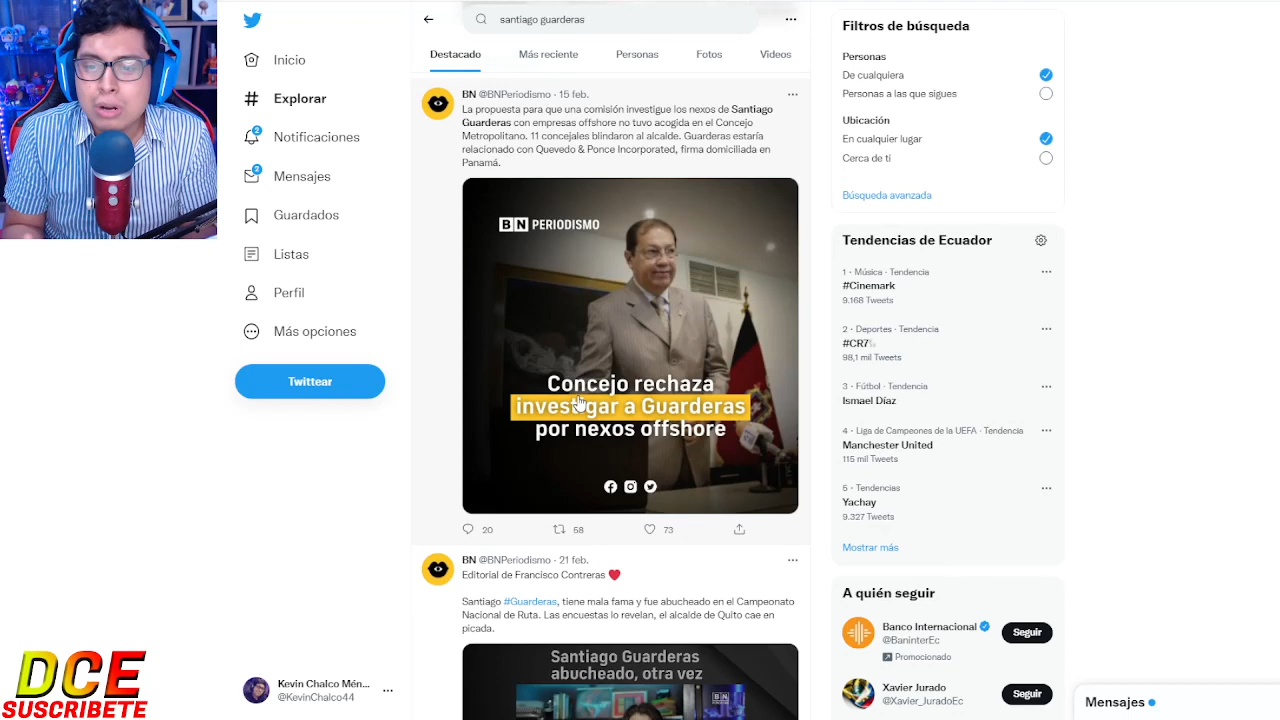 santiago guarderas
Inicio
Explorar
2
Notificaciones
2
Mensajes
Guardados
Listas
Perfil
Más opciones
Twittear
Kevin Chalco Mén...
@KevinChalco44
DCE
SUSCRIBETE
Destacado
Más reciente
Personas
Fotos
Videos
BN @BNPeriodismo · 15 feb.
La propuesta para que una comisión investigue los nexos de Santiago
Guarderas con empresas offshore no tuvo acogida en el Concejo
Metropolitano. 11 concejales blindaron al alcalde. Guarderas estaría
relacionado con Quevedo & Ponce Incorporated, firma domiciliada en
Panamá.
BN PERIODISMO
Concejo rechaza
investigar a Guarderas
por nexos offshore
20
58
73
BN @BNPeriodismo · 21 feb.
Editorial de Francisco Contreras ❤️
Santiago #Guarderas, tiene mala fama y fue abucheado en el Campeonato
Nacional de Ruta. Las encuestas lo revelan, el alcalde de Quito cae en
picada.
Santiago Guarderas
abucheado, otra vez
BN
Filtros de búsqueda
Personas
De cualquiera
Personas a las que sigues
Ubicación
En cualquier lugar
Cerca de ti
Búsqueda avanzada
Tendencias de Ecuador
1 · Música · Tendencia
#Cinemark
9.168 Tweets
2 · Deportes · Tendencia
#CR7
98,1 mil Tweets
3 · Fútbol · Tendencia
Ismael Díaz
4 · Liga de Campeones de la UEFA · Tendencia
Manchester United
115 mil Tweets
5 · Tendencias
Yachay
9.327 Tweets
Mostrar más
A quién seguir
Banco Internacional
@BaninterEc
Promocionado
Seguir
Xavier Jurado
@Xavier_JuradoEc
Seguir
Mensajes